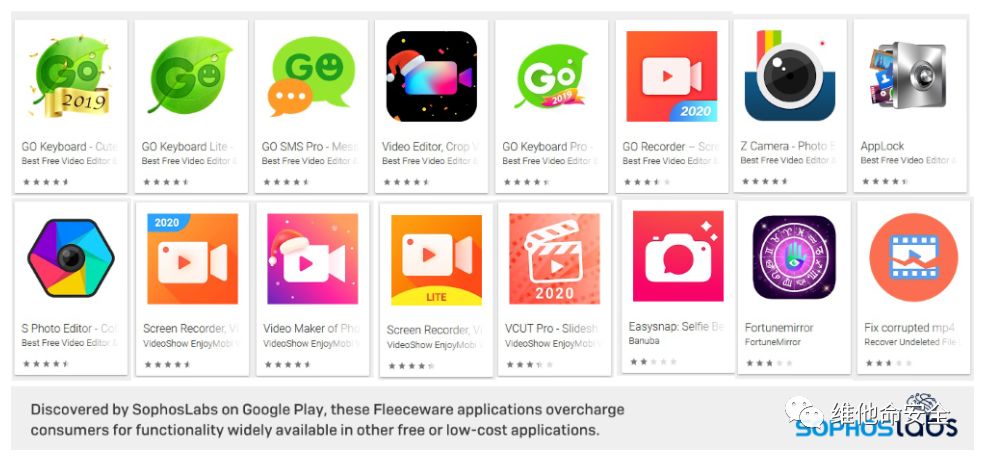 Go
2019
Go
GO
Go
2019
2020
GO Keyboard - Cute
Best Free Video Editor &
GO Keyboard Lite -
Best Free Video Editor &
GO SMS Pro - Mess
Best Free Video Editor &
Video Editor, Crop V
Best Free Video Editor &
GO Keyboard Pro -
Best Free Video Editor &
GO Recorder – Scre
Best Free Video Editor &
Z Camera - Photo E
Best Free Video Editor &
AppLock
Best Free Video Editor &
2020
LITE
2020
S Photo Editor - Col
Best Free Video Editor &
Screen Recorder, Vi
VideoShow EnjoyMobi V
Video Maker of Pho
VideoShow EnjoyMobi V
Screen Recorder, Vi
VideoShow EnjoyMobi V
VCUT Pro - Slidesh
VideoShow EnjoyMobi V
Easysnap: Selfie Be
Banuba
Fortunemirror
FortuneMirror
Fix corrupted mp4
Recover Undeleted File
Discovered by SophosLabs on Google Play, these Fleeceware applications overcharge
consumers for functionality widely available in other free or low-cost applications.
维他命安全
SOPHOSLABS